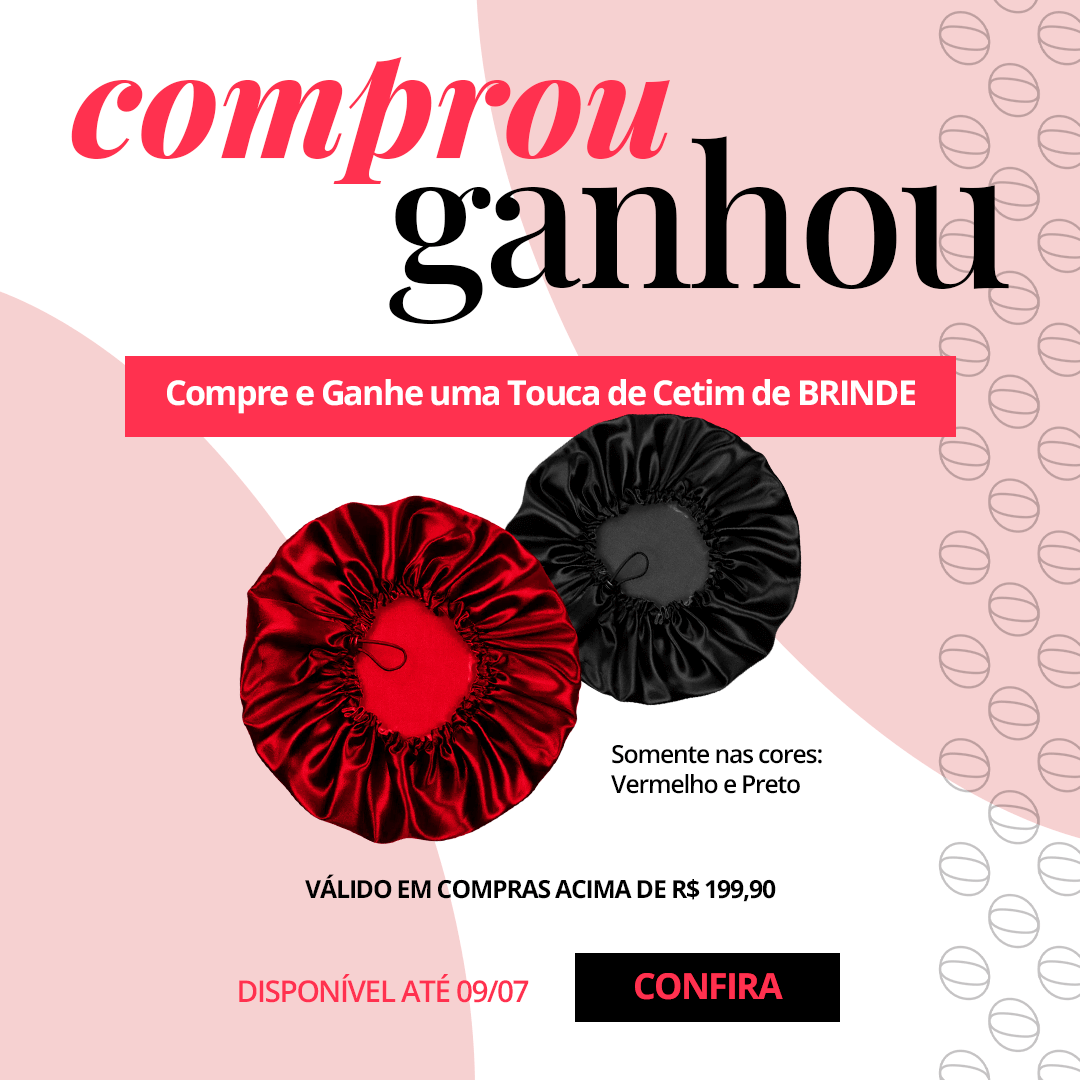 comprou
ganhou
Compre e Ganhe uma Touca de Cetim de BRINDE
Somente nas cores:
Vermelho e Preto
VÁLIDO EM COMPRAS ACIMA DE R$ 199,90
DISPONÍVEL ATÉ 09/07
CONFIRA